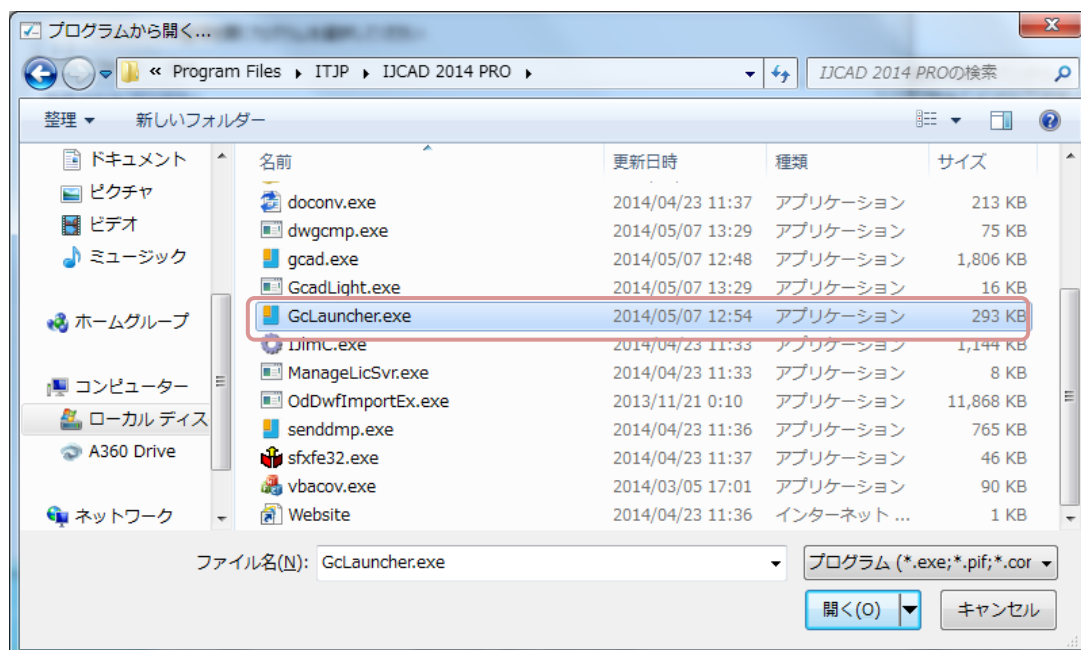 プログラムから開く...
« Program Files ▸ ITJP ▸ IJCAD 2014 PRO ▸
IJCAD 2014 PROの検索
整理 ▼ 新しいフォルダー
ドキュメント
ピクチャ
ビデオ
ミュージック
ホームグループ
コンピューター
ローカル ディス
A360 Drive
ネットワーク
名前 更新日時 種類 サイズ
doconv.exe 2014/04/23 11:37 アプリケーション 213 KB
dwgcmp.exe 2014/05/07 13:29 アプリケーション 75 KB
gcad.exe 2014/05/07 12:48 アプリケーション 1,806 KB
GcadLight.exe 2014/05/07 13:29 アプリケーション 16 KB
GcLauncher.exe 2014/05/07 12:54 アプリケーション 293 KB
IJimC.exe 2014/04/23 11:33 アプリケーション 1,144 KB
ManageLicSvr.exe 2014/04/23 11:33 アプリケーション 8 KB
OdDwfImportEx.exe 2013/11/21 0:10 アプリケーション 11,868 KB
senddmp.exe 2014/04/23 11:36 アプリケーション 765 KB
sfxfe32.exe 2014/04/23 11:37 アプリケーション 46 KB
vbacov.exe 2014/03/05 17:01 アプリケーション 90 KB
Website 2014/04/23 11:36 インターネット ... 1 KB
ファイル名(N): GcLauncher.exe
プログラム (*.exe;*.pif;*.cor
開く(O) キャンセル